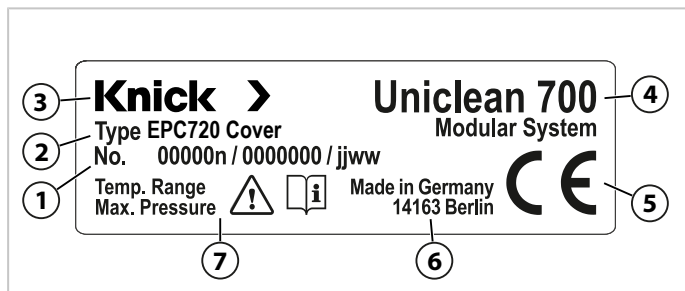 Knick
Uniclean 700
Modular System
Type EPC720 Cover
No. 00000n / 0000000 / jjww
Temp. Range
Max. Pressure
Made in Germany
14163 Berlin
CE
1
2
3
4
5
6
7